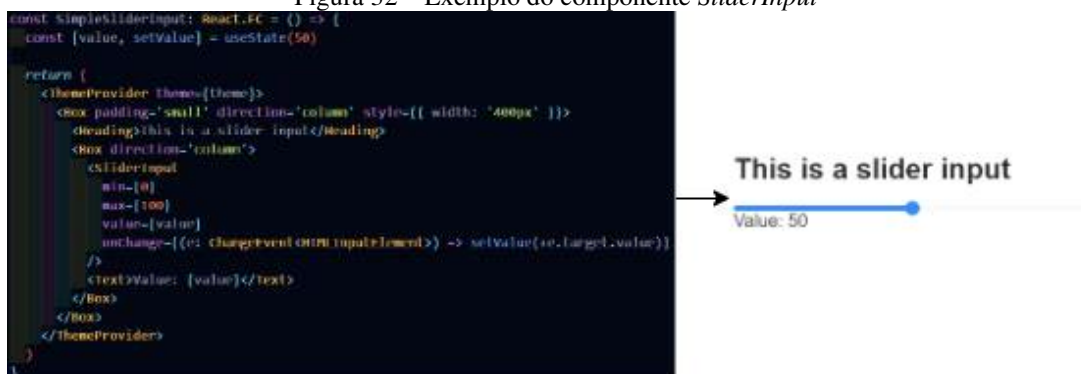 Figura 32 – Exemplo do componente SliderInput
const SimpleSliderInput: React.FC = () => {
const [value, setValue] = useState(50)
return (
<ThemeProvider theme={theme}>
<Box padding='small' direction='column' style={{ width: '400px' }}>
<Heading>This is a slider input</Heading>
<Box direction='column'>
<SliderInput
min={0}
max={100}
value={value}
onChange={(e: ChangeEvent<HTMLInputElement>) => setValue(+e.target.value)}
/>
<Text>Value: {value}</Text>
</Box>
</Box>
</ThemeProvider>
)
}
This is a slider input
Value: 50